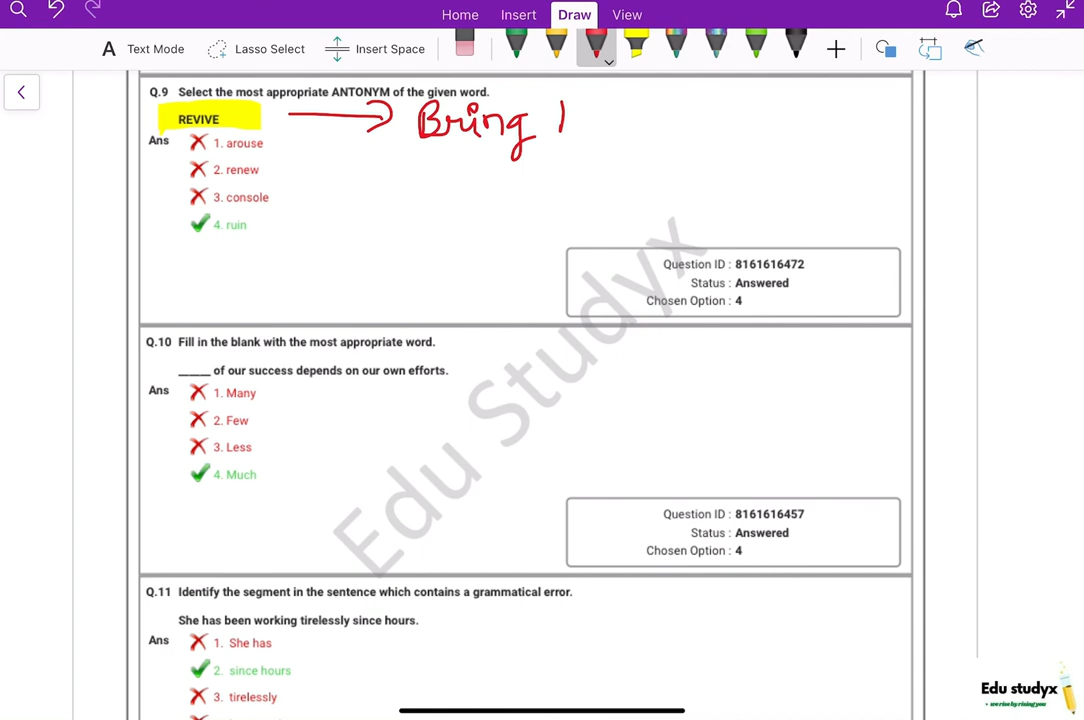 Home Insert Draw View
A Text Mode Lasso Select Insert Space
Q.9 Select the most appropriate ANTONYM of the given word.
REVIVE
Bring
Ans 1. arouse
2. renew
3. console
4. ruin
Question ID : 8161616472
Status : Answered
Chosen Option : 4
Q.10 Fill in the blank with the most appropriate word.
_____ of our success depends on our own efforts.
Ans 1. Many
2. Few
3. Less
4. Much
Question ID : 8161616457
Status : Answered
Chosen Option : 4
Q.11 Identify the segment in the sentence which contains a grammatical error.
She has been working tirelessly since hours.
Ans 1. She has
2. since hours
3. tirelessly
Edu Studyx
Edu studyx
we rise by rising you